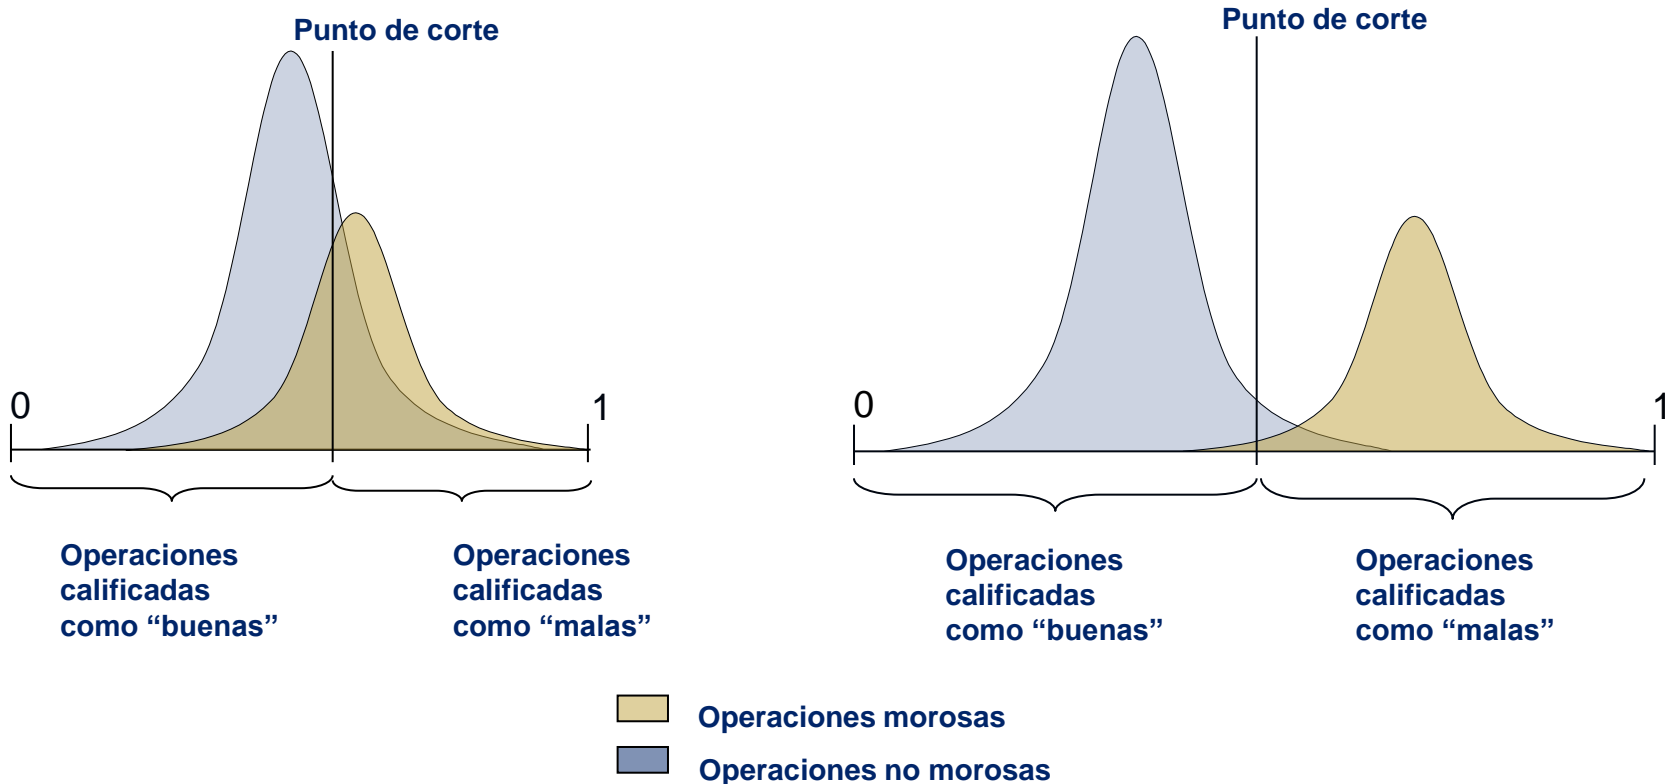 Punto de corte
0
1
Operaciones
calificadas
como “buenas”
Operaciones
calificadas
como “malas”
Punto de corte
0
1
Operaciones
calificadas
como “buenas”
Operaciones
calificadas
como “malas”
Operaciones morosas
Operaciones no morosas